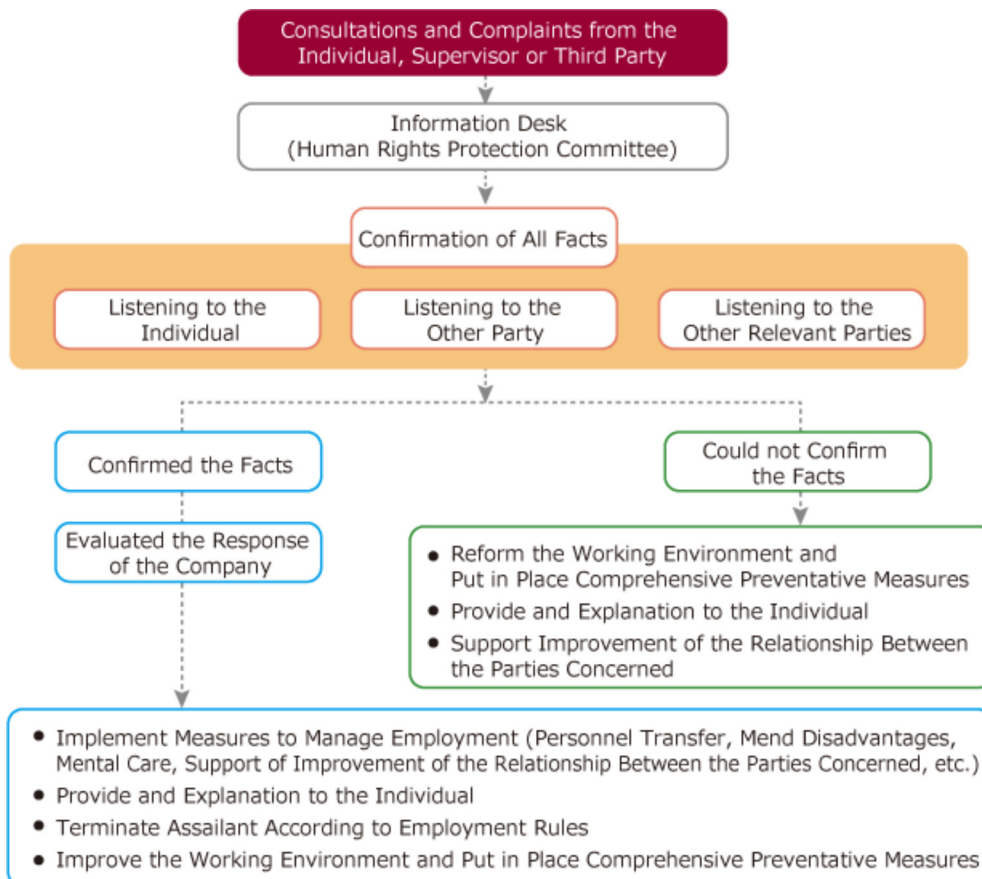 Consultations and Complaints from the
Individual, Supervisor or Third Party
Information Desk
(Human Rights Protection Committee)
Confirmation of All Facts
Listening to the
Individual
Listening to the
Other Party
Listening to the
Other Relevant Parties
Confirmed the Facts
Could not Confirm
the Facts
Evaluated the Response
of the Company
• Reform the Working Environment and
Put in Place Comprehensive Preventative Measures
• Provide and Explanation to the Individual
• Support Improvement of the Relationship Between
the Parties Concerned
• Implement Measures to Manage Employment (Personnel Transfer, Mend Disadvantages,
Mental Care, Support of Improvement of the Relationship Between the Parties Concerned, etc.)
• Provide and Explanation to the Individual
• Terminate Assailant According to Employment Rules
• Improve the Working Environment and Put in Place Comprehensive Preventative Measures